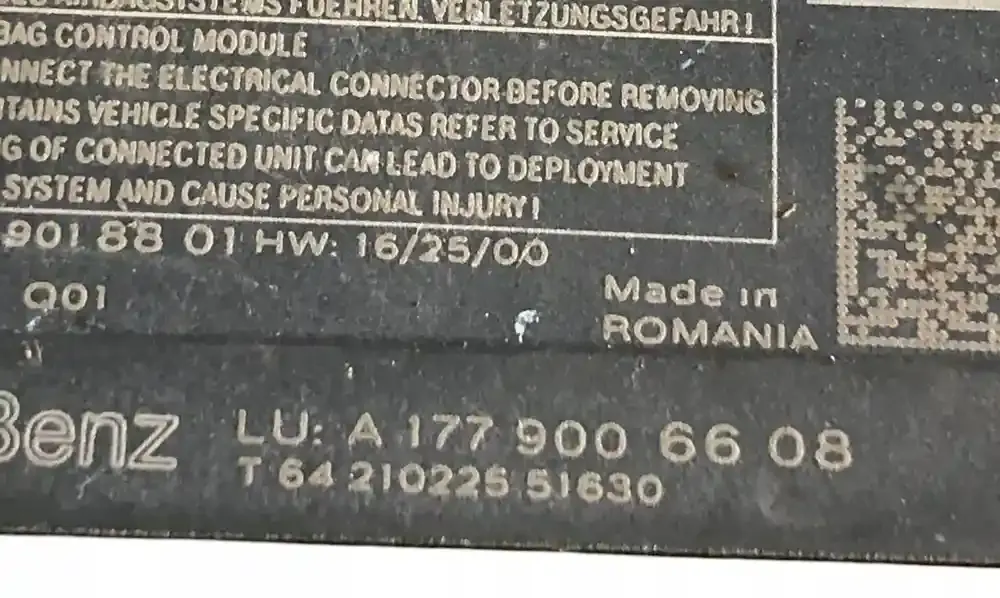 FUEHREN, VERLETZUNGSGEFAHR!
BAG CONTROL MODULE
NNECT THE ELECTRICAL CONNECTOR BEFORE REMOVING
TAINS VEHICLE SPECIFIC DATAS REFER TO SERVICE
G OF CONNECTED UNIT CAN LEAD TO DEPLOYMENT
SYSTEM AND CAUSE PERSONAL INJURY!
901 88 01 HW: 16/25/00
Q01
Made in
ROMANIA
Benz
LU: A 177 900 66 08
T 64 210225 51630